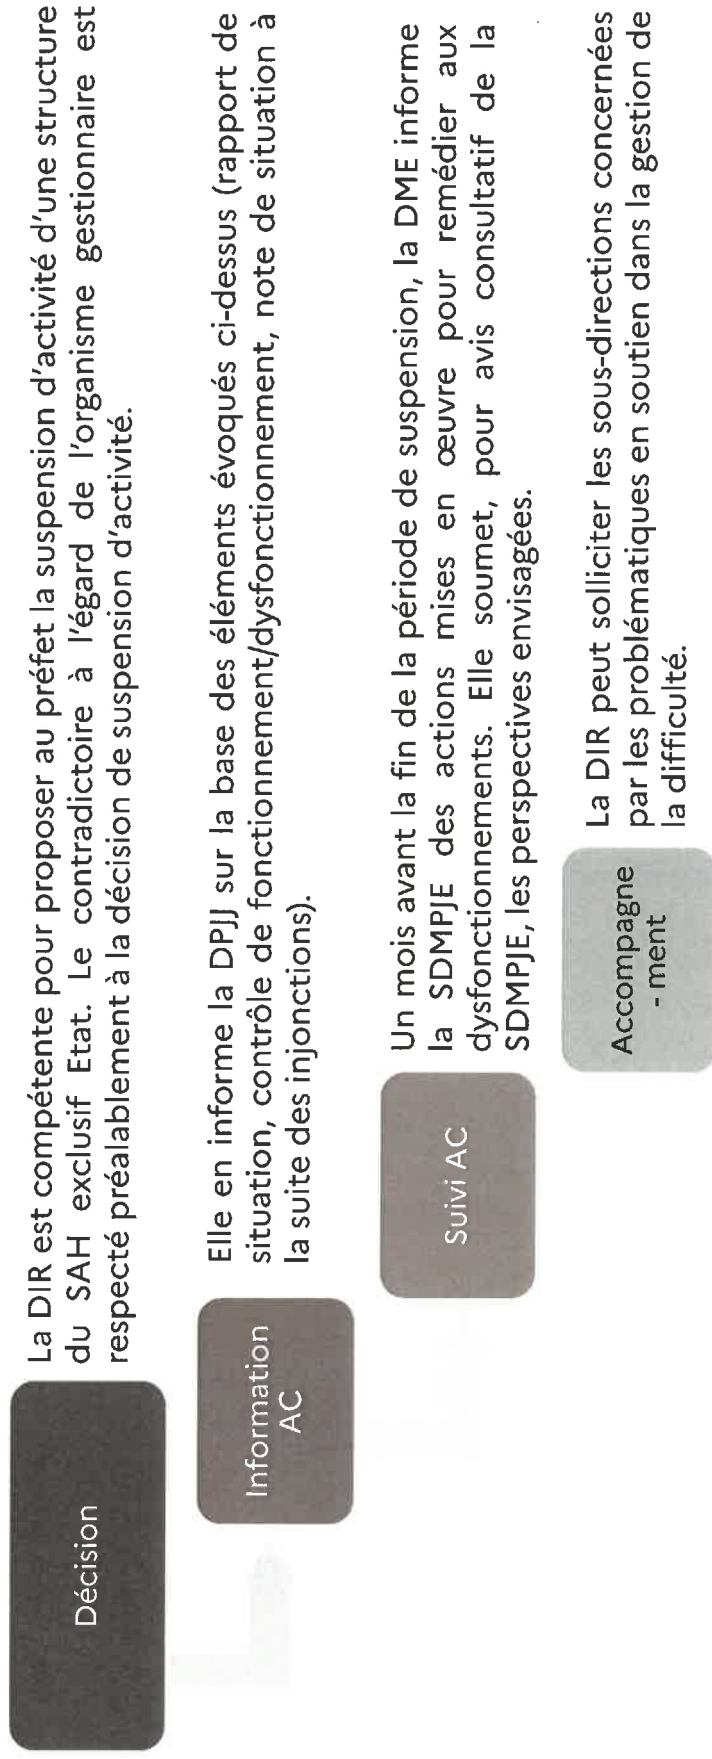 Décision
La DIR est compétente pour proposer au préfet la suspension d'activité d'une structure
du SAH exclusif Etat. Le contradictoire à l'égard de l'organisme gestionnaire est
respecté préalablement à la décision de suspension d'activité.
Information
AC
Elle en informe la DPJJ sur la base des éléments évoqués ci-dessus (rapport de
situation, contrôle de fonctionnement/dysfonctionnement, note de situation à
la suite des injonctions).
Suivi AC
Un mois avant la fin de la période de suspension, la DME informe
la SDMPJE des actions mises en œuvre pour remédier aux
dysfonctionnements. Elle soumet, pour avis consultatif de la
SDMPJE, les perspectives envisagées.
Accompagne
- ment
La DIR peut solliciter les sous-directions concernées
par les problématiques en soutien dans la gestion de
la difficulté.